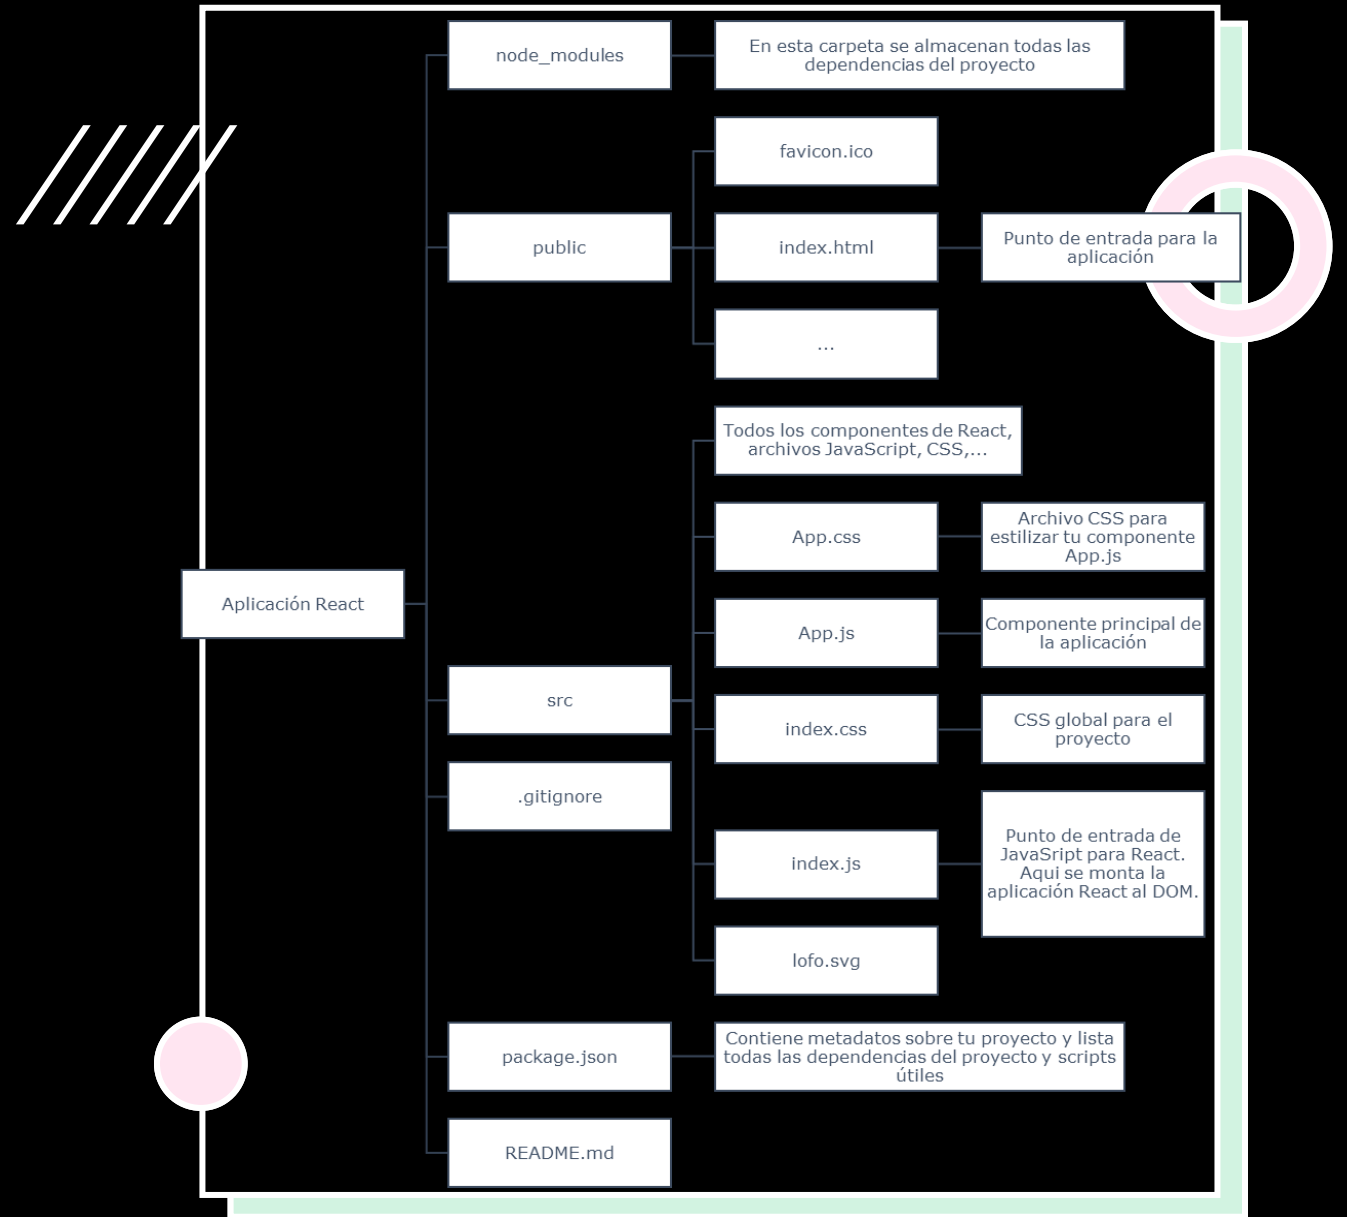 node_modules
En esta carpeta se almacenan todas las
dependencias del proyecto
favicon.ico
public
index.html
Punto de entrada para la
aplicación
...
Todos los componentes de React,
archivos JavaScript, CSS,...
App.css
Archivo CSS para
estilizar tu componente
App.js
Aplicación React
App.js
Componente principal de
la aplicación
src
index.css
CSS global para el
proyecto
.gitignore
index.js
Punto de entrada de
JavaSript para React.
Aqui se monta la
aplicación React al DOM.
lofo.svg
package.json
Contiene metadatos sobre tu proyecto y lista
todas las dependencias del proyecto y scripts
útiles
README.md